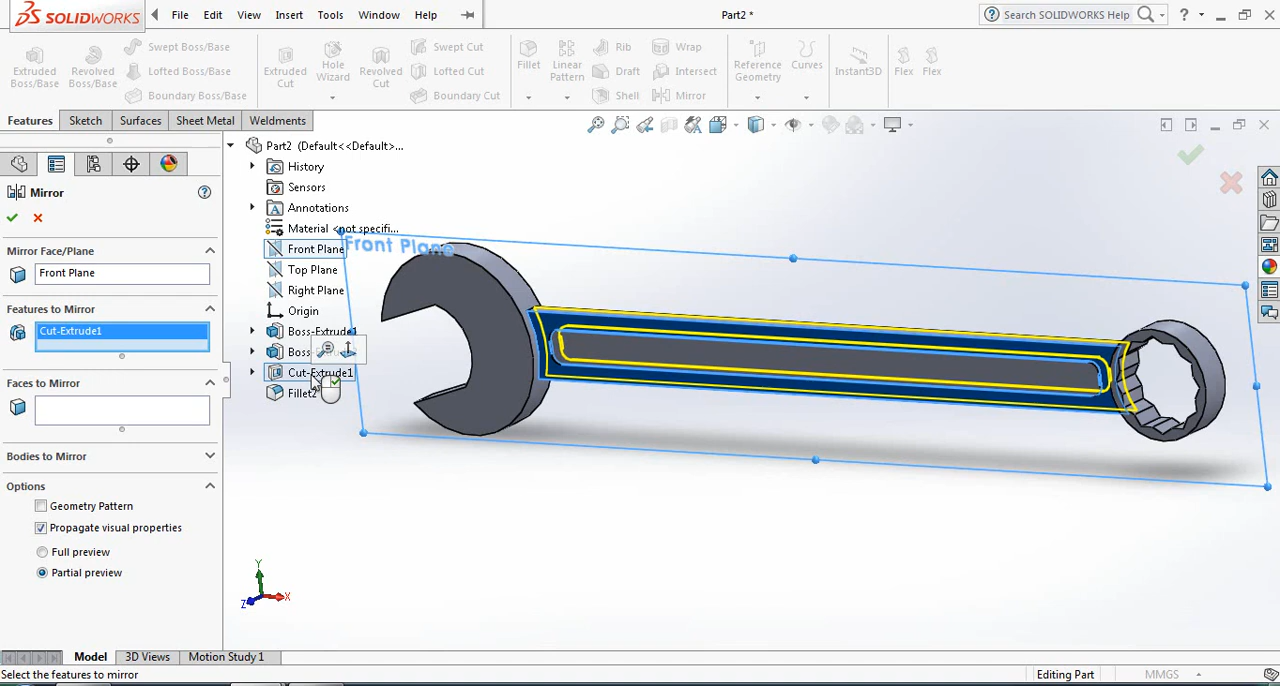 SOLIDWORKS File Edit View Insert Tools Window Help Part2 * Search SOLIDWORKS Help ?
Extruded Boss/Base Revolved Boss/Base Swept Boss/Base Lofted Boss/Base Boundary Boss/Base Extruded Cut Hole Wizard Revolved Cut Swept Cut Lofted Cut Boundary Cut Fillet Linear Pattern Rib Draft Shell Wrap Intersect Mirror Reference Geometry Curves Instant3D Flex Flex
Features Sketch Surfaces Sheet Metal Weldments
Mirror ?
Mirror Face/Plane
Front Plane
Features to Mirror
Cut-Extrude1
Faces to Mirror
Bodies to Mirror
Options
Geometry Pattern
Propagate visual properties
Full preview
Partial preview
Part2 (Default<<Default>...
History
Sensors
Annotations
Material <not specifi...
Front Plane
Top Plane
Right Plane
Origin
Boss-Extrude1
Boss
Cut-Extrude1
Fillet2
Front Plane
Y
Z X
Model 3D Views Motion Study 1
Select the features to mirror Editing Part MMGS